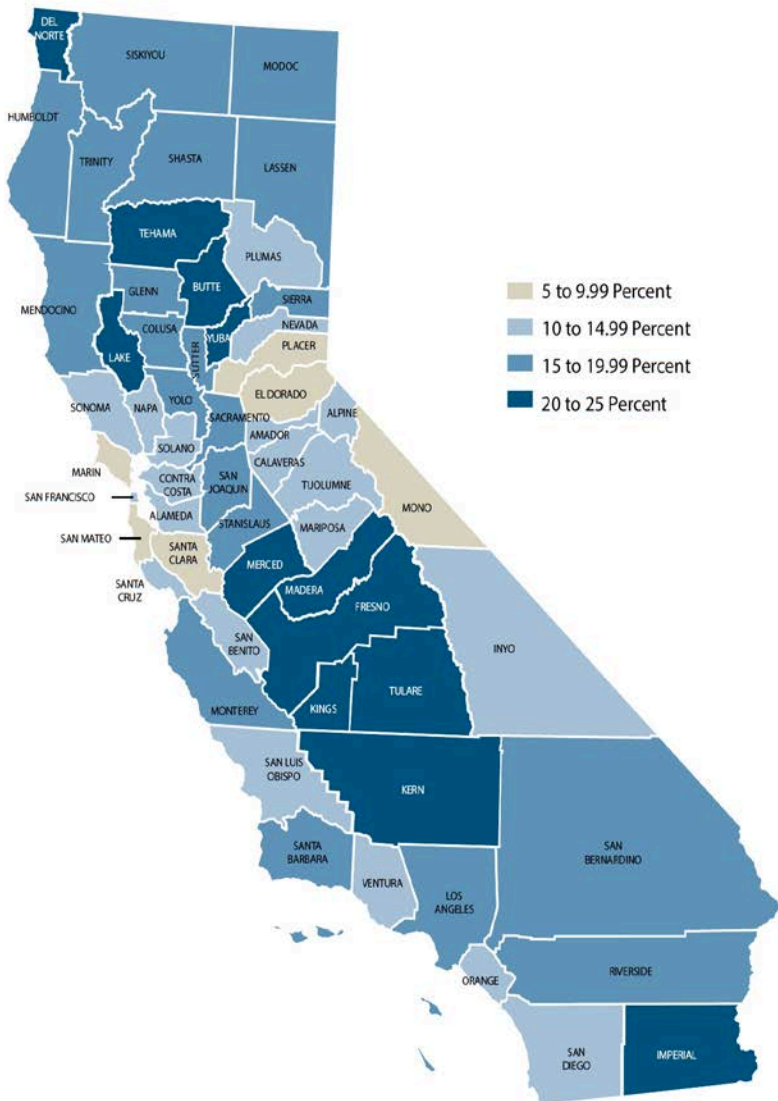 DEL
NORTE
SISKIYOU
MODOC
HUMBOLDT
TRINITY
SHASTA
LASSEN
TEHAMA
PLUMAS
BUTTE
GLENN
SIERRA
MENDOCINO
COLUSA
YUBA
NEVADA
LAKE
SUTTER
PLACER
YOLO
EL DORADO
SONOMA
NAPA
SACRAMENTO
ALPINE
AMADOR
SOLANO
CALAVERAS
MARIN
CONTRA
COSTA
SAN
JOAQUIN
TUOLUMNE
SAN FRANCISCO
MONO
ALAMEDA
STANISLAUS
MARIPOSA
SAN MATEO
SANTA
CLARA
MERCED
SANTA
CRUZ
MADERA
FRESNO
SAN
BENITO
INYO
TULARE
MONTEREY
KINGS
SAN LUIS
OBISPO
KERN
SANTA
BARBARA
SAN
BERNARDINO
VENTURA
LOS
ANGELES
ORANGE
RIVERSIDE
SAN
DIEGO
IMPERIAL
5 to 9.99 Percent
10 to 14.99 Percent
15 to 19.99 Percent
20 to 25 Percent